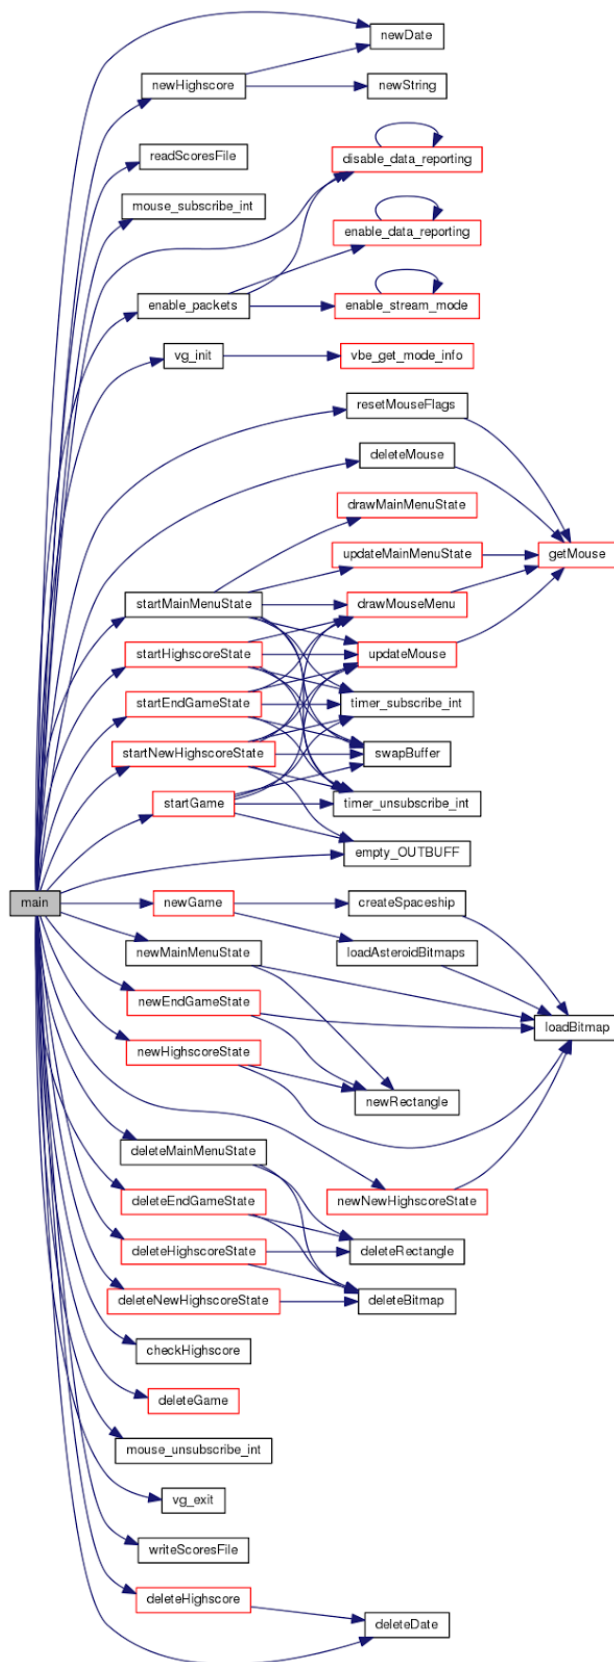 newDate
newHighscore
newString
readScoresFile
disable_data_reporting
mouse_subscribe_int
enable_data_reporting
enable_packets
enable_stream_mode
vg_init
vbe_get_mode_info
resetMouseFlags
deleteMouse
drawMainMenuState
updateMainMenuState
getMouse
startMainMenuState
drawMouseMenu
startHighscoreState
updateMouse
startEndGameState
timer_subscribe_int
startNewHighscoreState
swapBuffer
startGame
timer_unsubscribe_int
empty_OUTBUFF
main
newGame
createSpaceship
newMainMenuState
loadAsteroidBitmaps
newEndGameState
loadBitmap
newHighscoreState
newRectangle
deleteMainMenuState
deleteEndGameState
newNewHighscoreState
deleteHighscoreState
deleteRectangle
deleteNewHighscoreState
deleteBitmap
checkHighscore
deleteGame
mouse_unsubscribe_int
vg_exit
writeScoresFile
deleteHighscore
deleteDate